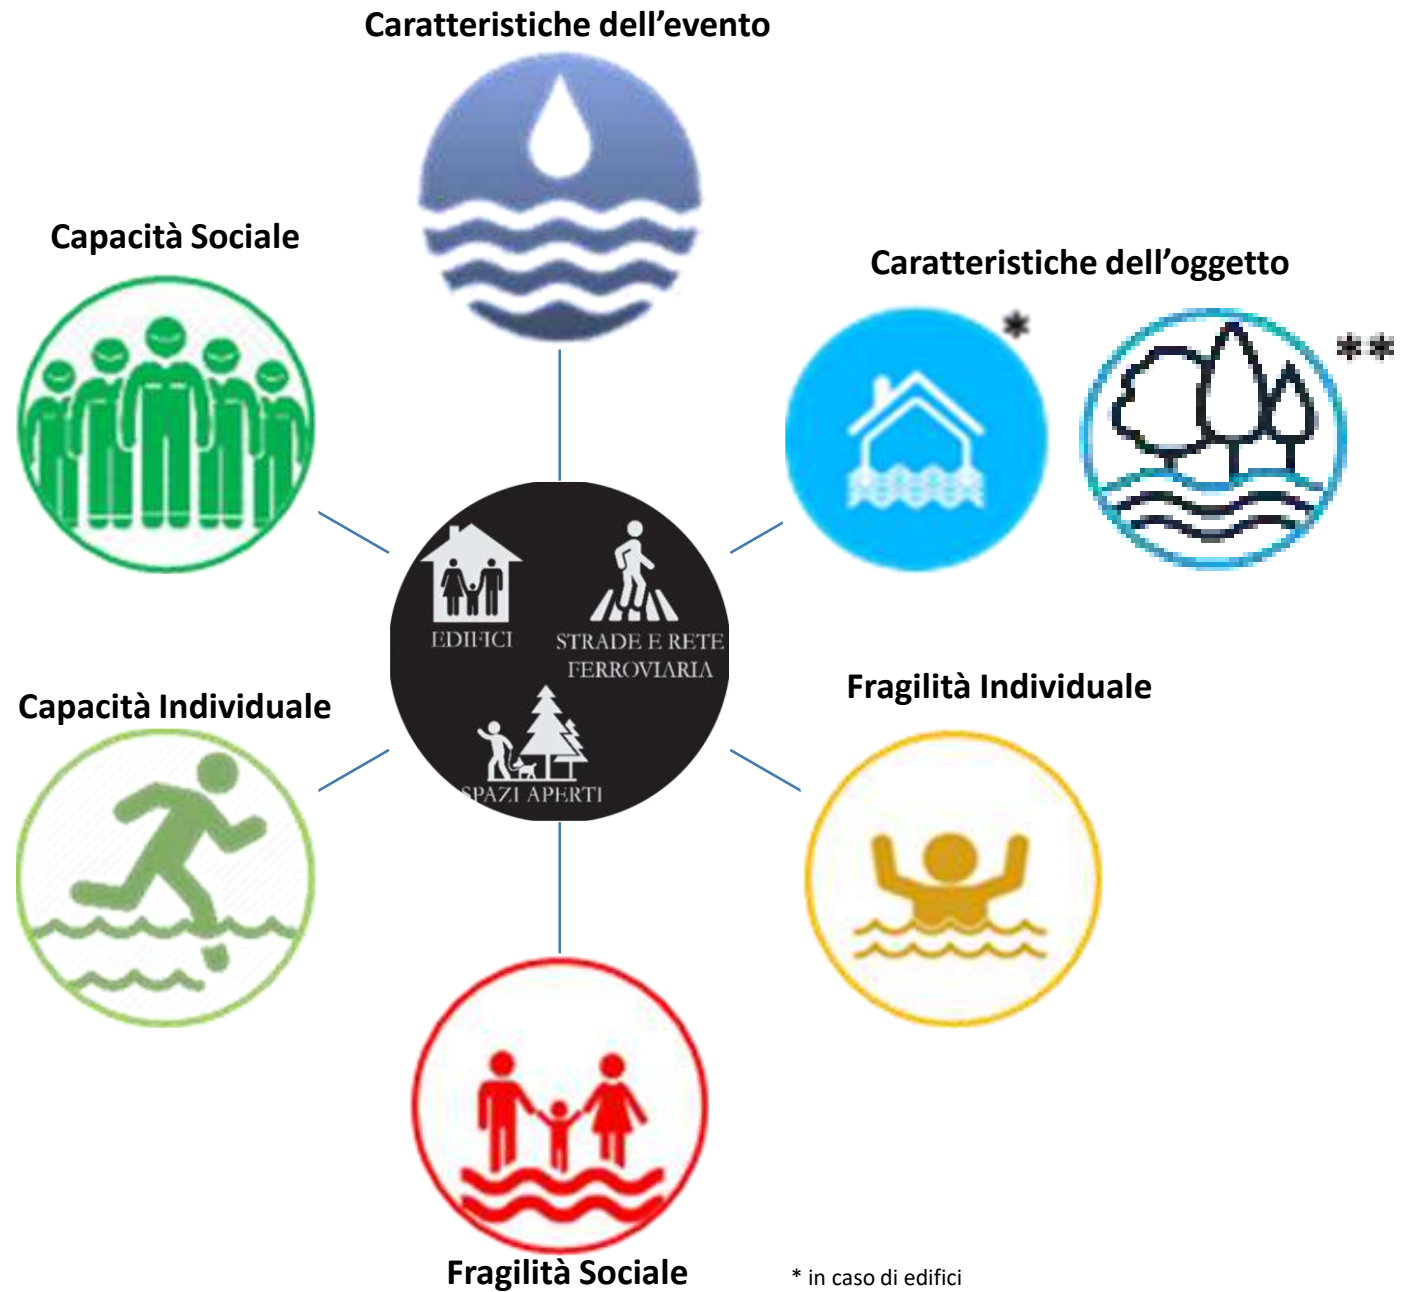 Caratteristiche dell’evento
Capacità Sociale
Caratteristiche dell’oggetto
*
**
EDIFICI
STRADE E RETE
FERROVIARIA
SPAZI APERTI
Capacità Individuale
Fragilità Individuale
Fragilità Sociale
* in caso di edifici